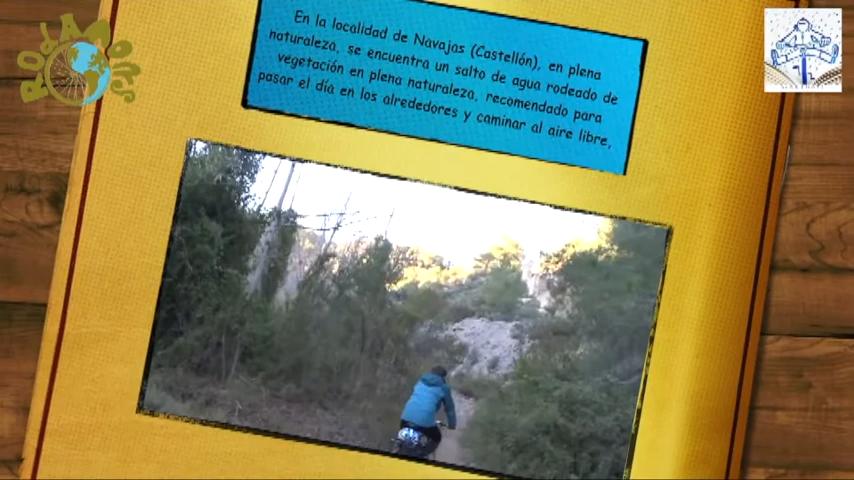 RodAMónTes
En la localidad de Navajas (Castellón), en plena
naturaleza, se encuentra un salto de agua rodeado de
vegetación en plena naturaleza, recomendado para
pasar el día en los alrededores y caminar al aire libre,